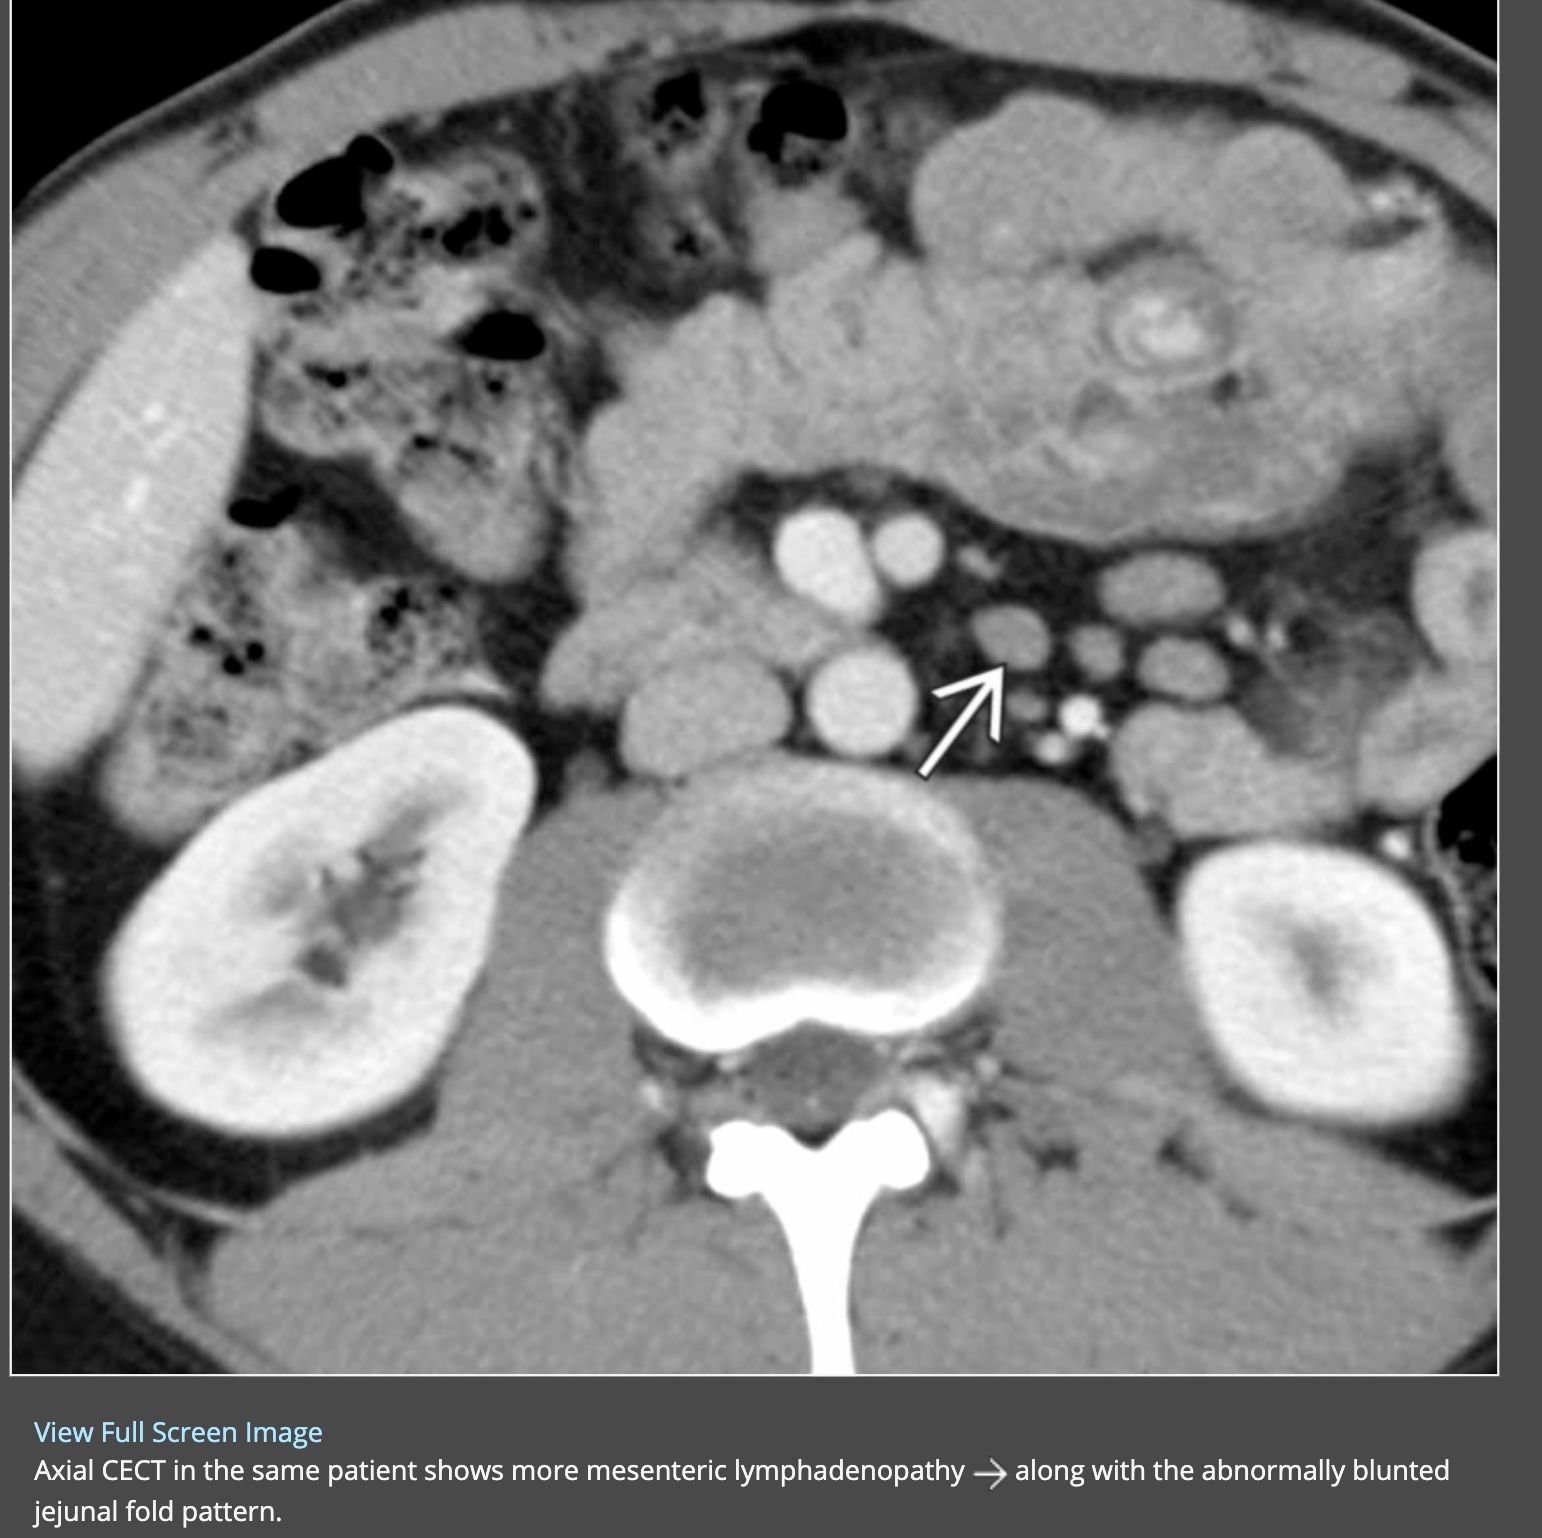 View Full Screen Image
Axial CECT in the same patient shows more mesenteric lymphadenopathy → along with the abnormally blunted
jejunal fold pattern.